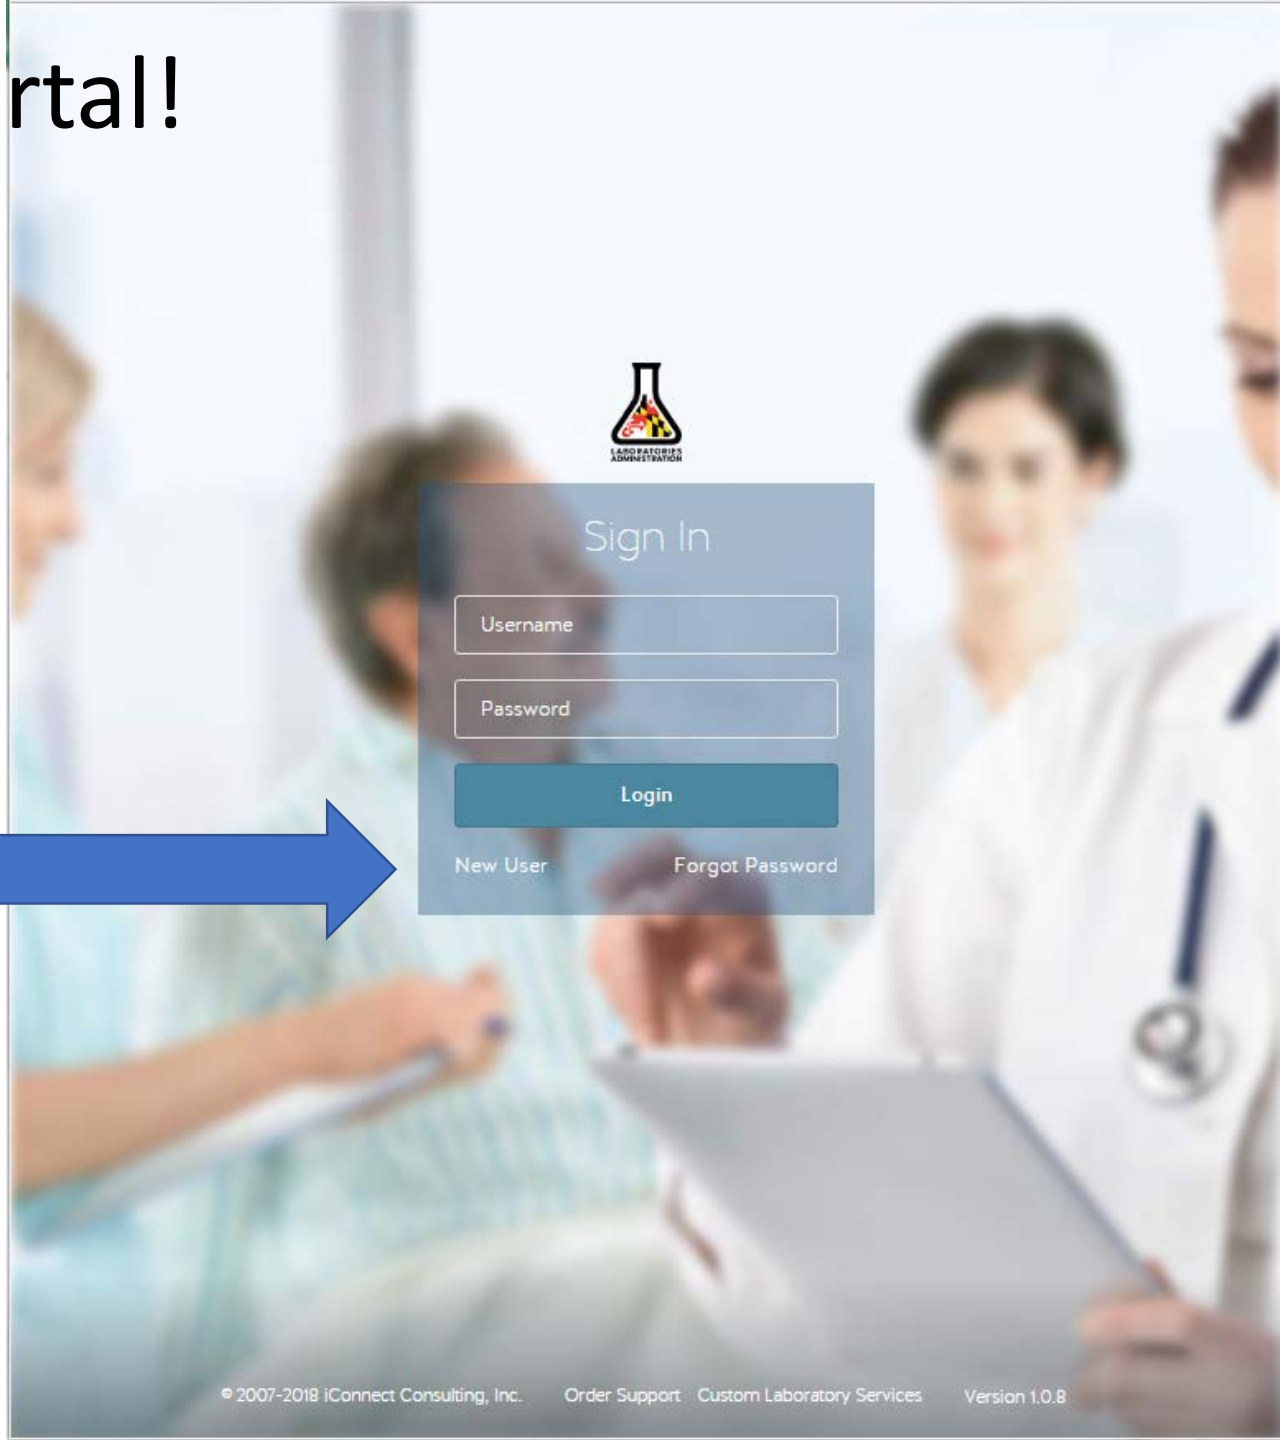 rtal!
LABORATORIES
ADMINISTRATION
Sign In
Username
Password
Login
New User Forgot Password
© 2007-2018 iConnect Consulting, Inc. Order Support Custom Laboratory Services Version 1.0.8